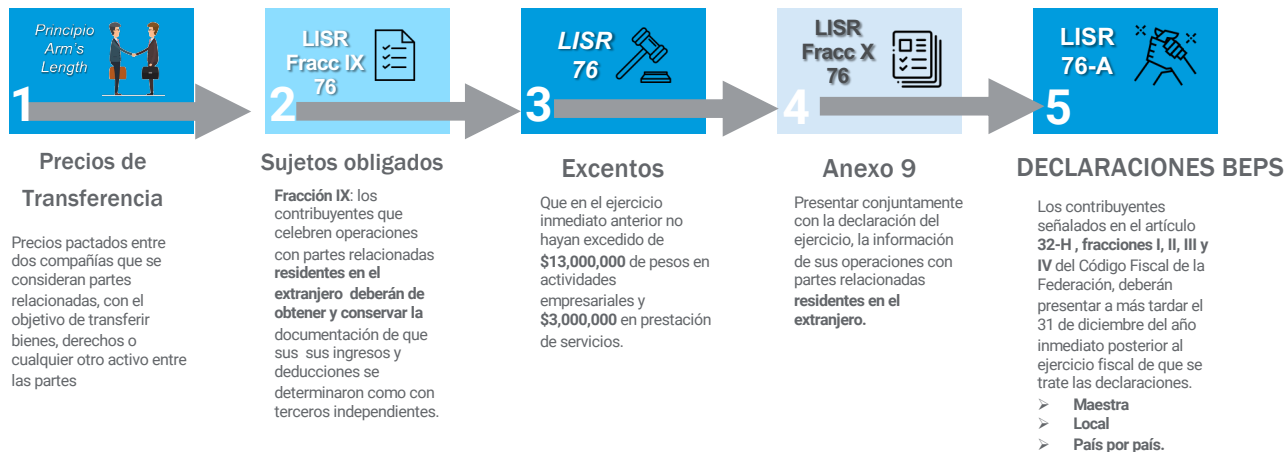 Principio
Arm's
Length
1
Precios de
Transferencia
Precios pactados entre
dos compañías que se
consideran partes
relacionadas, con el
objetivo de transferir
bienes, derechos o
cualquier otro activo entre
las partes
LISR
Fracc IX
76
2
Sujetos obligados
Fracción IX: los
contribuyentes que
celebren operaciones
con partes relacionadas
residentes en el
extranjero deberán de
obtener y conservar la
documentación de que
sus sus ingresos y
deducciones se
determinaron como con
terceros independientes.
LISR
76
3
Excentos
Que en el ejercicio
inmediato anterior no
hayan excedido de
$13,000,000 de pesos en
actividades
empresariales y
$3,000,000 en prestación
de servicios.
LISR
Fracc X
76
4
Anexo 9
Presentar conjuntamente
con la declaración del
ejercicio, la información
de sus operaciones con
partes relacionadas
residentes en el
extranjero.
LISR
76-A
5
DECLARACIONES BEPS
Los contribuyentes
señalados en el artículo
32-H , fracciones I, II, III y
IV del Código Fiscal de la
Federación, deberán
presentar a más tardar el
31 de diciembre del año
inmediato posterior al
ejercicio fiscal de que se
trate las declaraciones.
➢ Maestra
➢ Local
➢ País por país.